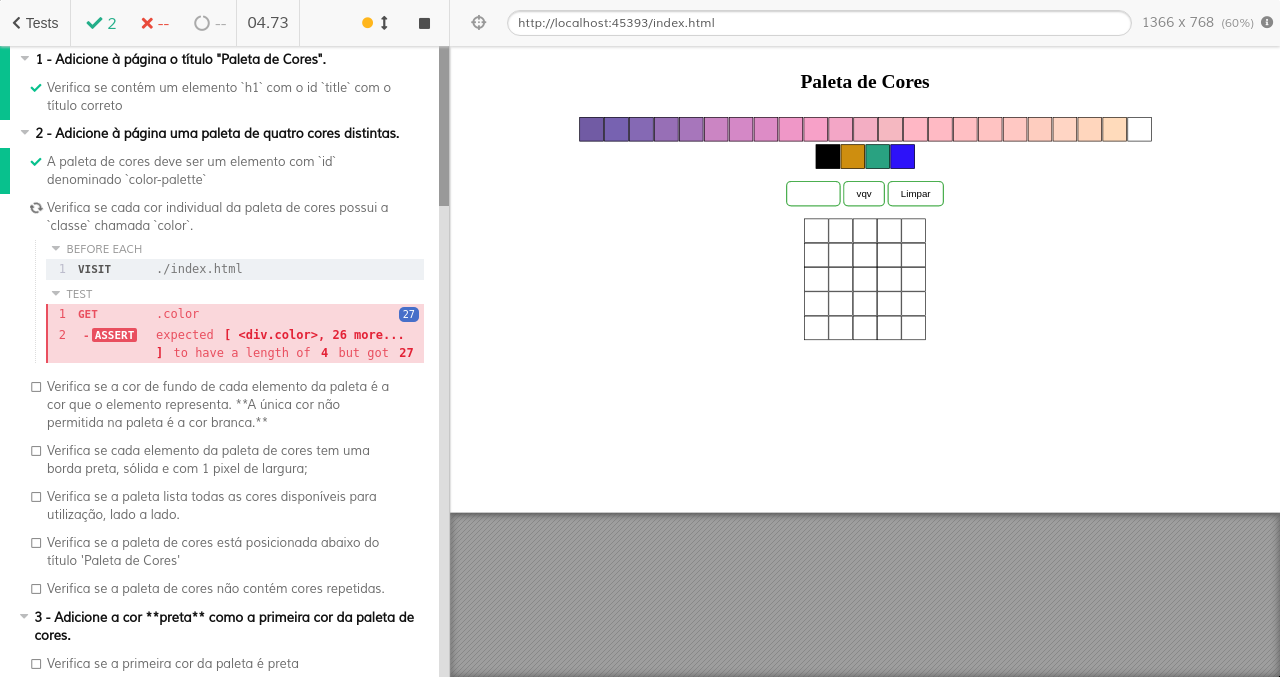 Tests
2
--
--
04.73
http://localhost:45393/index.html
1366 x 768 (60%)
1 - Adicione à página o título "Paleta de Cores".
Verifica se contém um elemento `h1` com o id `title` com o
título correto
2 - Adicione à página uma paleta de quatro cores distintas.
A paleta de cores deve ser um elemento com `id`
denominado `color-palette`
Verifica se cada cor individual da paleta de cores possui a
`classe` chamada `color`.
BEFORE EACH
1 VISIT ./index.html
TEST
1 GET .color 27
2 -ASSERT expected [ <div.color>, 26 more...
] to have a length of 4 but got 27
Verifica se a cor de fundo de cada elemento da paleta é a
cor que o elemento representa. **A única cor não
permitida na paleta é a cor branca.**
Verifica se cada elemento da paleta de cores tem uma
borda preta, sólida e com 1 pixel de largura;
Verifica se a paleta lista todas as cores disponíveis para
utilização, lado a lado.
Verifica se a paleta de cores está posicionada abaixo do
título 'Paleta de Cores'
Verifica se a paleta de cores não contém cores repetidas.
3 - Adicione a cor **preta** como a primeira cor da paleta de
cores.
Verifica se a primeira cor da paleta é preta
Paleta de Cores
vqv
Limpar